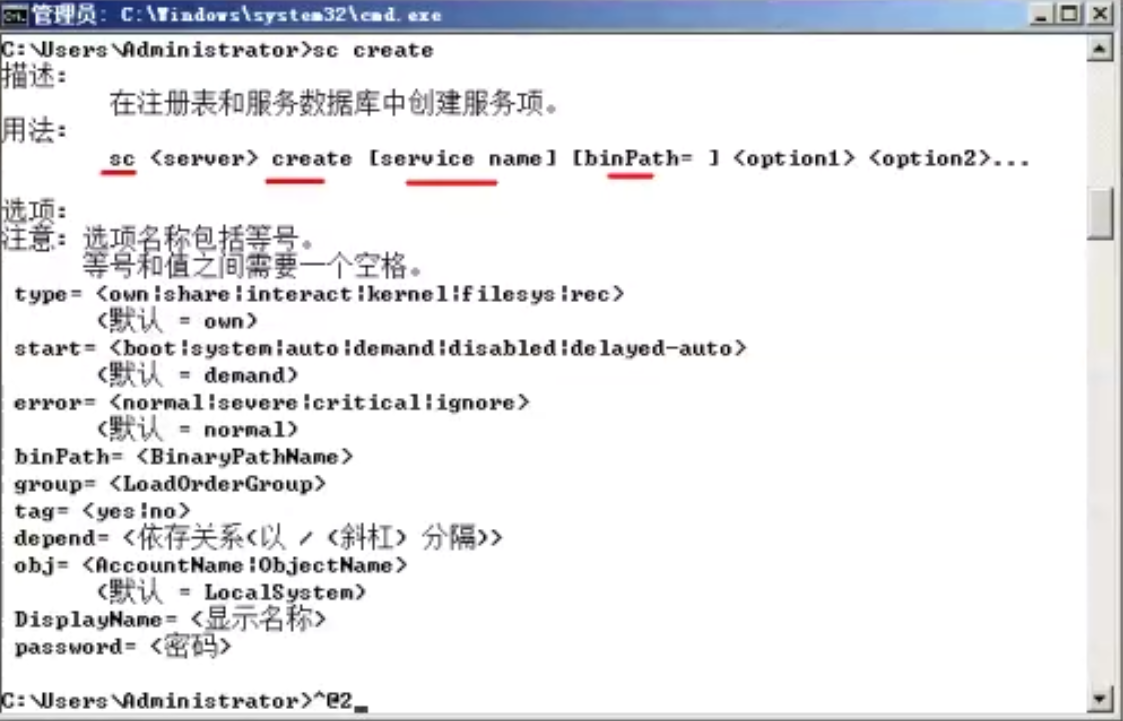 管理员: C:\Windows\system32\cmd.exe
C:\Users\Administrator>sc create
描述:
在注册表和服务数据库中创建服务项。
用法:
sc <server> create [service name] [binPath= ] <option1> <option2>...
选项:
注意: 选项名称包括等号。
等号和值之间需要一个空格。
type= <own|share|interact|kernel|filesys|rec>
(默认 = own)
start= <boot|system|auto|demand|disabled|delayed-auto>
(默认 = demand)
error= <normal|severe|critical|ignore>
(默认 = normal)
binPath= <BinaryPathName>
group= <LoadOrderGroup>
tag= <yes|no>
depend= <依存关系(以 / (斜杠) 分隔)>
obj= <AccountName|ObjectName>
(默认 = LocalSystem)
DisplayName= <显示名称>
password= <密码>
C:\Users\Administrator>^@2_